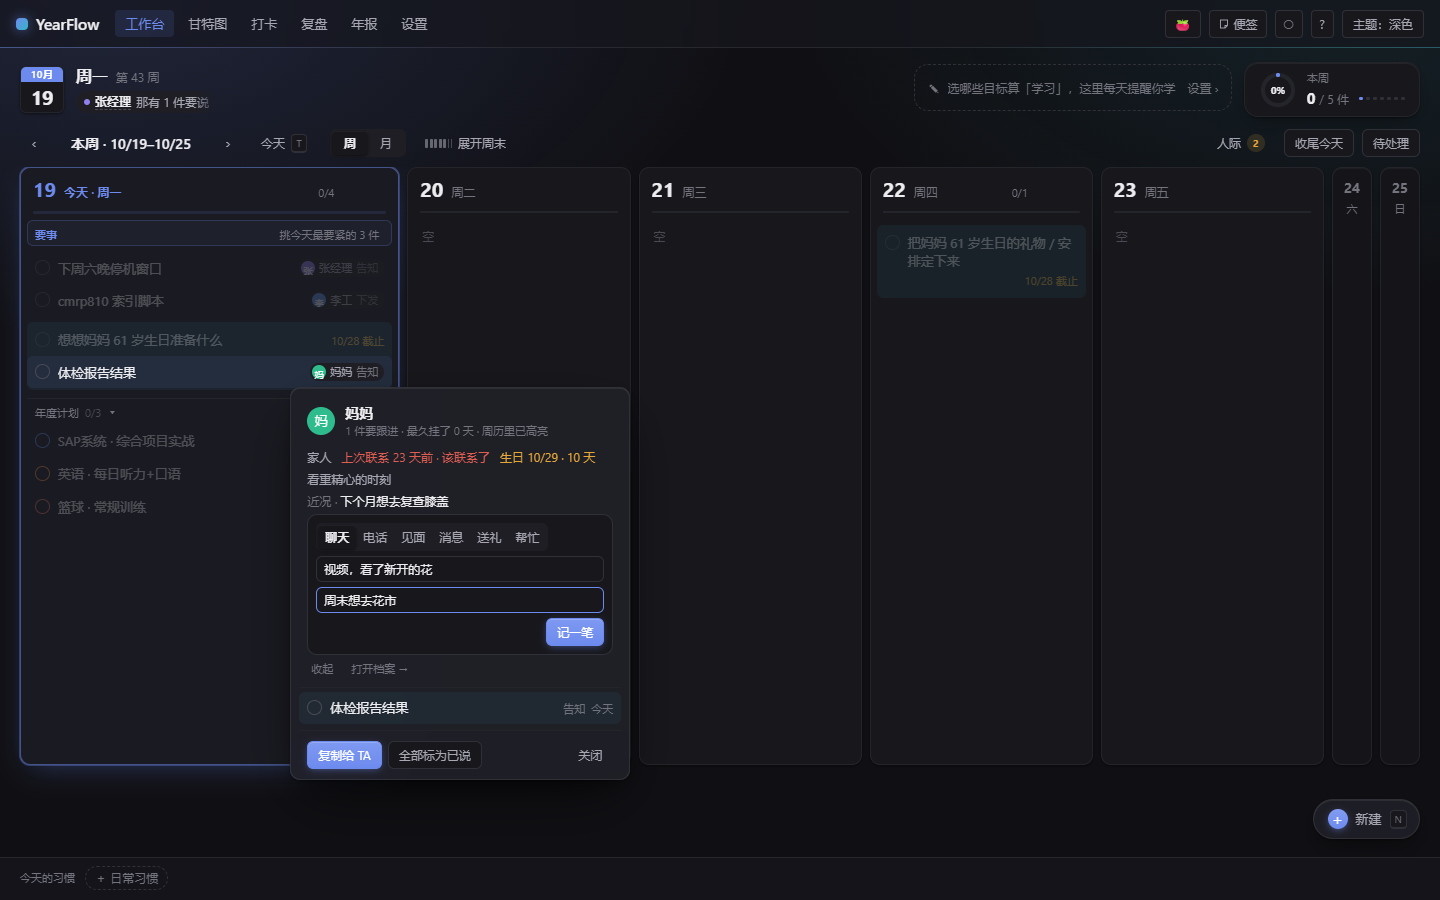 YearFlow 工作台 甘特图 打卡 复盘 年报 设置 便签 ? 主题：深色
10月
19
周一 第 43 周
张经理 那有 1 件要说
选哪些目标算「学习」，这里每天提醒你学 设置 ›
0%
本周
0 / 5 件
‹ 本周 · 10/19–10/25 › 今天 T 周 月 展开周末 人际 2 收尾今天 待处理
19 今天 · 周一 0/4
要事 挑今天最要紧的 3 件
下周六晚停机窗口 张经理 告知
cmrp810 索引脚本 李工 下发
想想妈妈 61 岁生日准备什么 10/28 截止
体检报告结果 妈 妈妈 告知
年度计划 0/3
SAP系统 · 综合项目实战
英语 · 每日听力+口语
篮球 · 常规训练
20 周二
空
21 周三
空
22 周四 0/1
把妈妈 61 岁生日的礼物 / 安
排定下来
10/28 截止
23 周五
空
24
六
25
日
妈 妈妈
1 件要跟进 · 最久挂了 0 天 · 周历里已高亮
家人 上次联系 23 天前 · 该联系了 生日 10/29 · 10 天
看重精心的时刻
近况 · 下个月想去复查膝盖
聊天 电话 见面 消息 送礼 帮忙
视频，看了新开的花
周末想去花市
记一笔
收起 打开档案 →
体检报告结果 告知 今天
复制给 TA 全部标为已说 关闭
+ 新建 N
今天的习惯 + 日常习惯